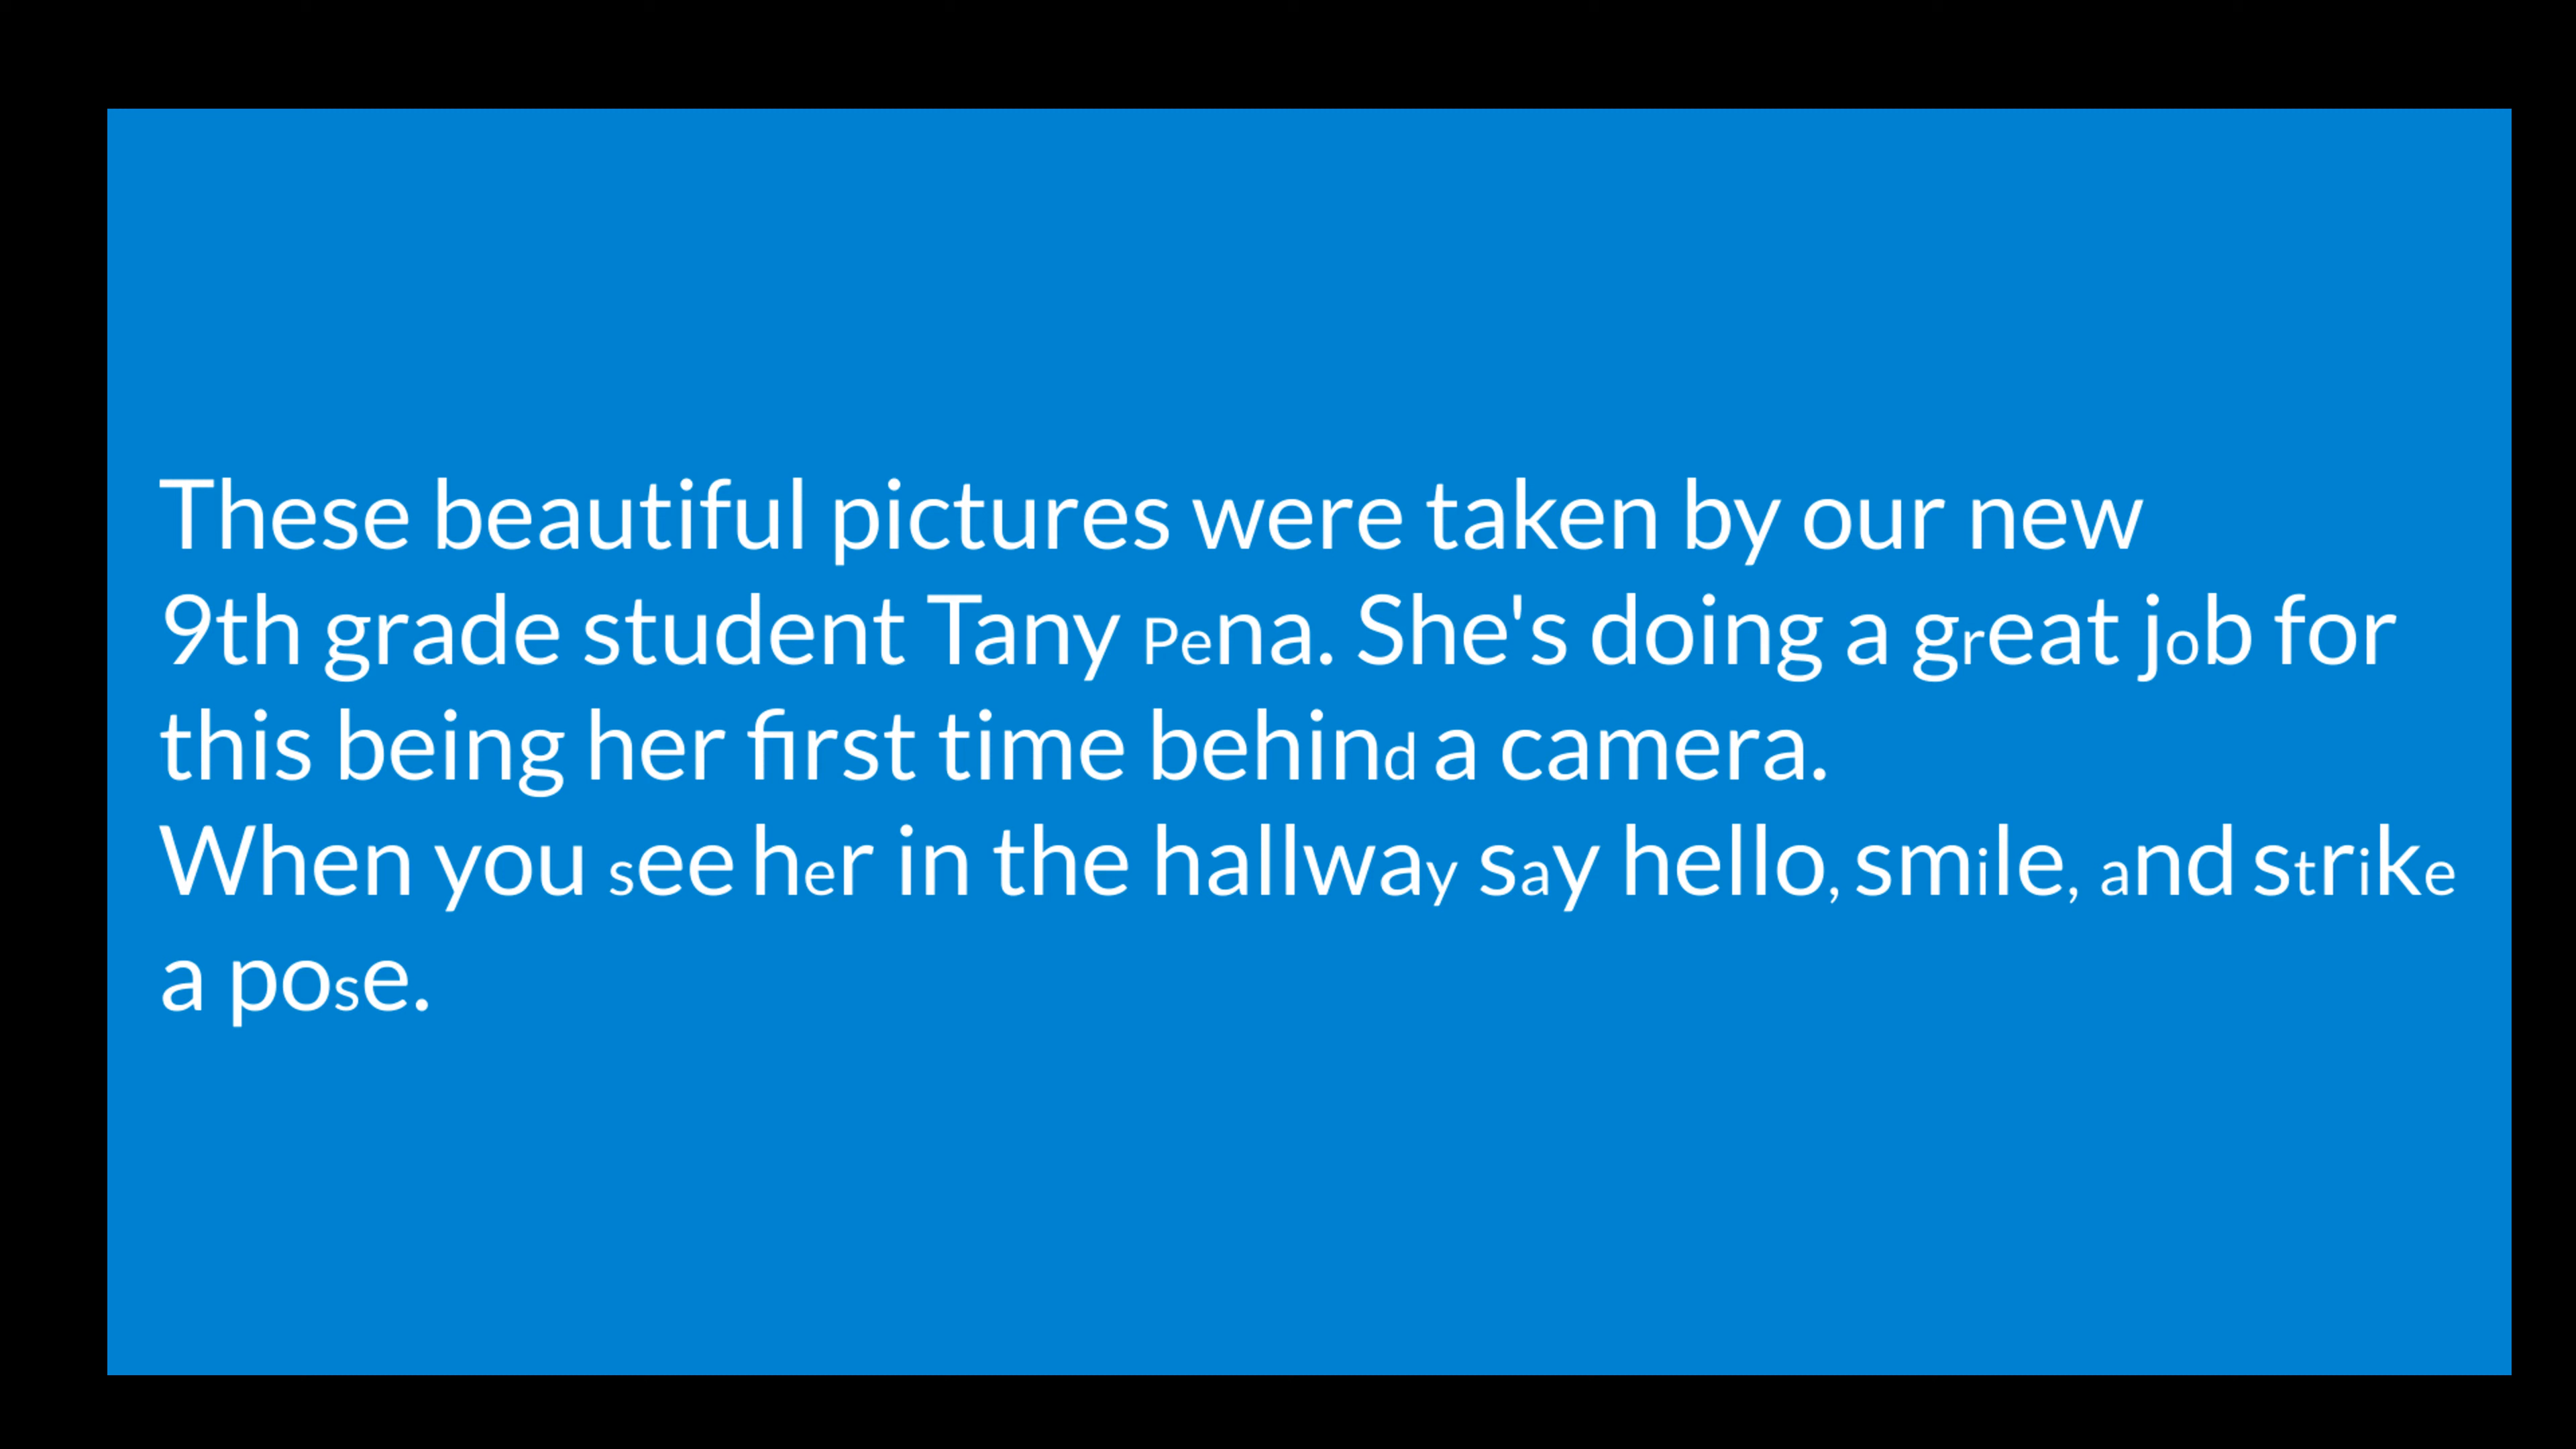 These beautiful pictures were taken by our new
9th grade student Tany Pena. She's doing a great job for
this being her first time behind a camera.
When you see her in the hallway say hello, smile, and strike
a pose.